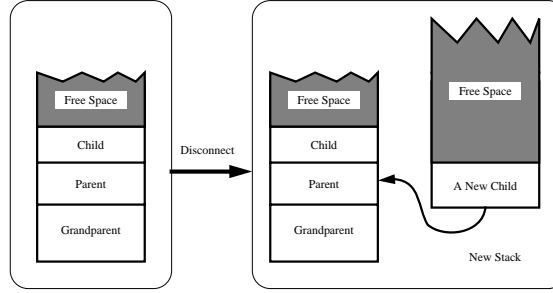 Free Space
Child
Parent
Grandparent
Disconnect
Free Space
Child
Parent
Grandparent
Free Space
A New Child
New Stack